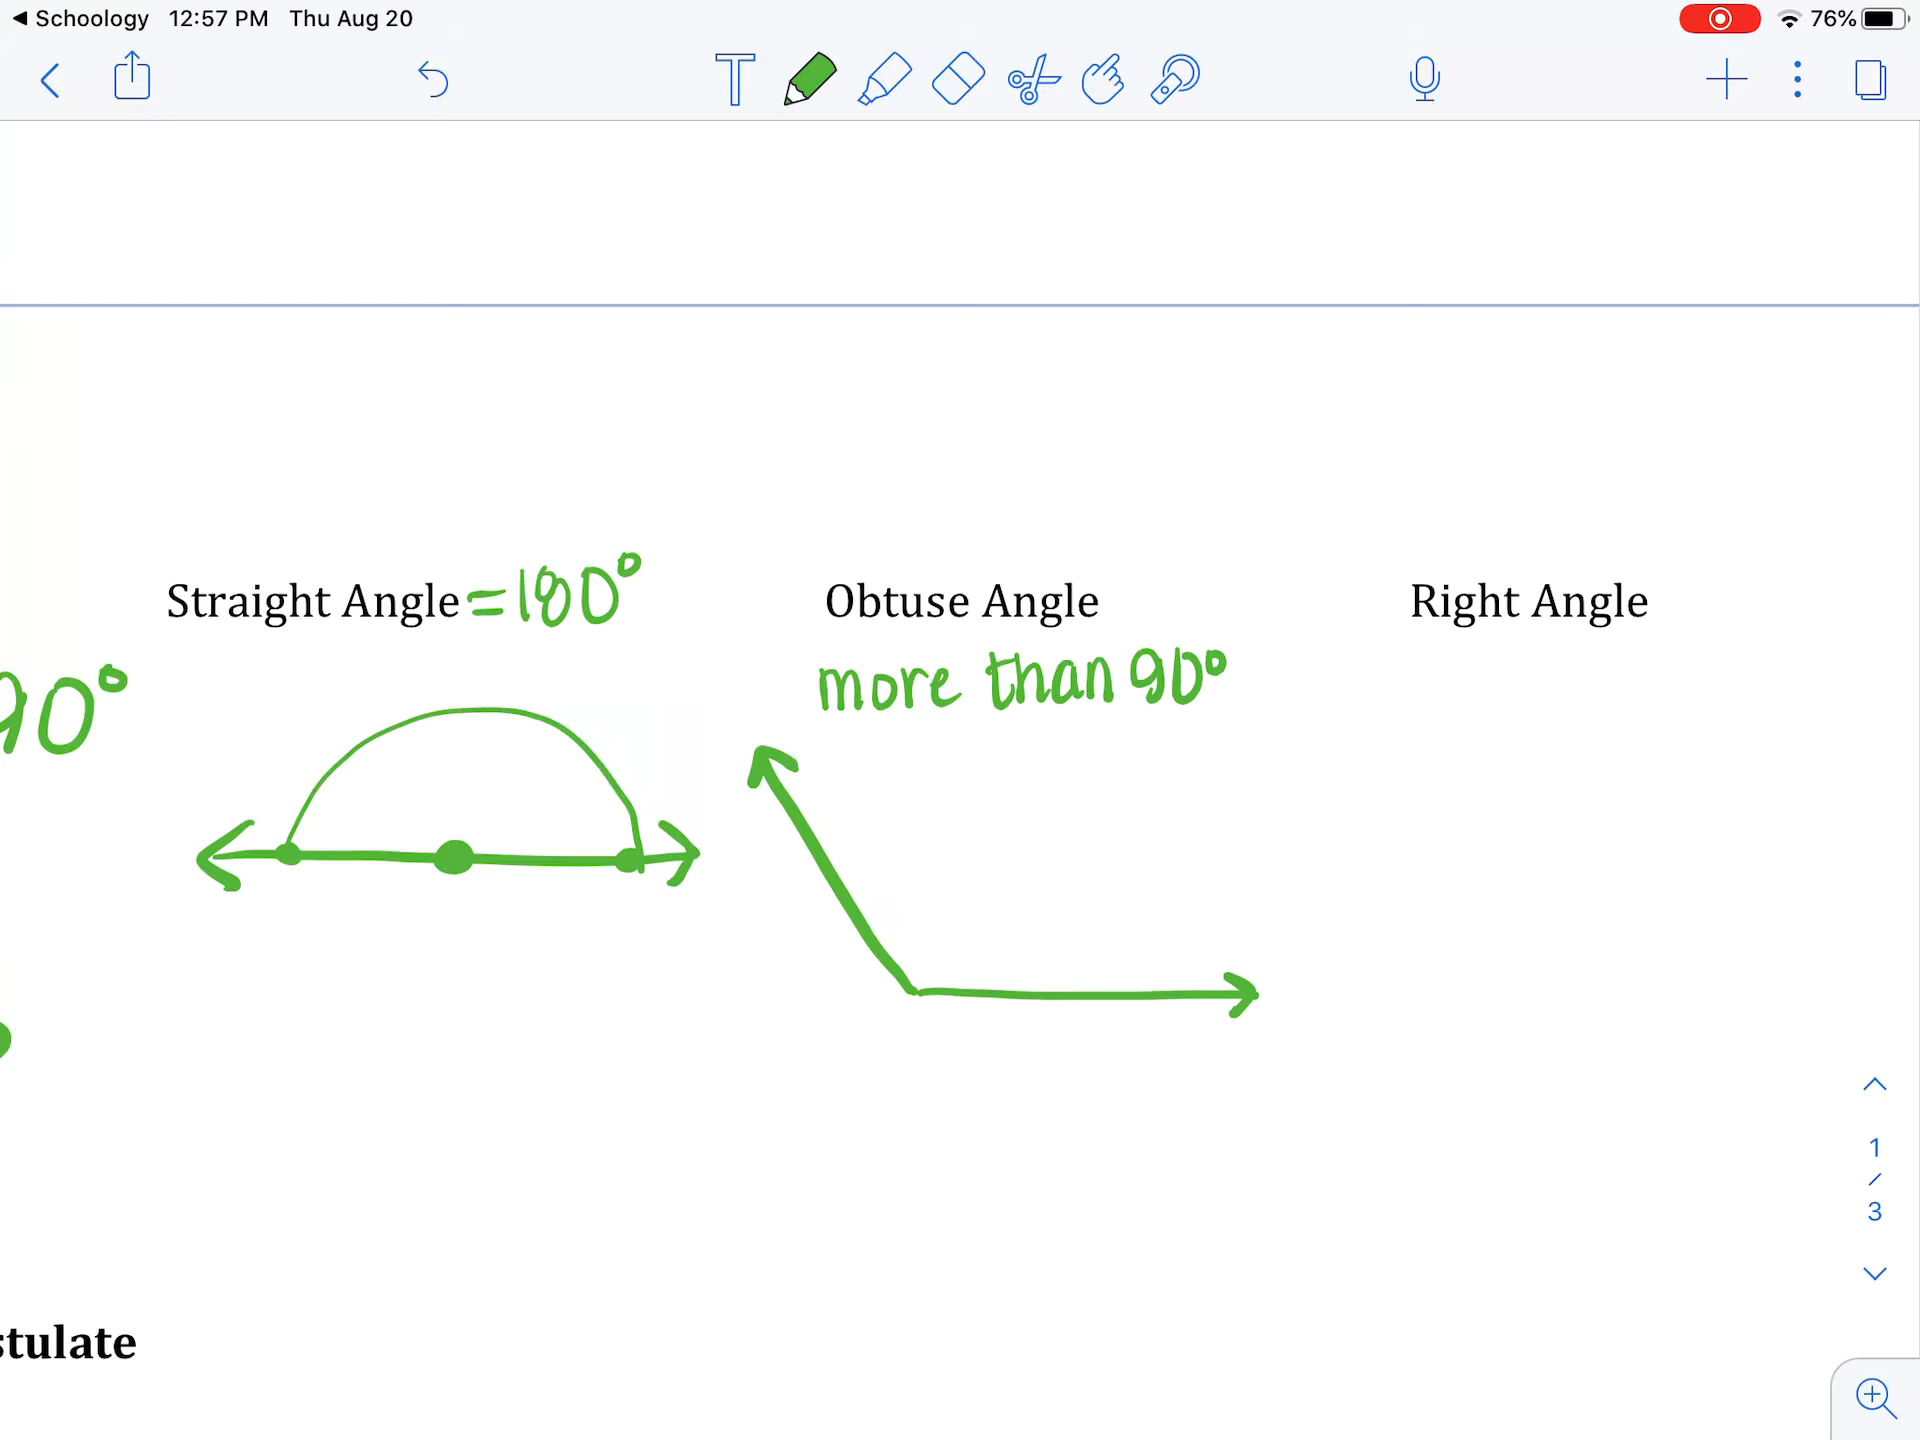 Schoology 12:57 PM Thu Aug 20 76%
T
Straight Angle =180° Obtuse Angle Right Angle
90° more than 90°
1
/
3
stulate